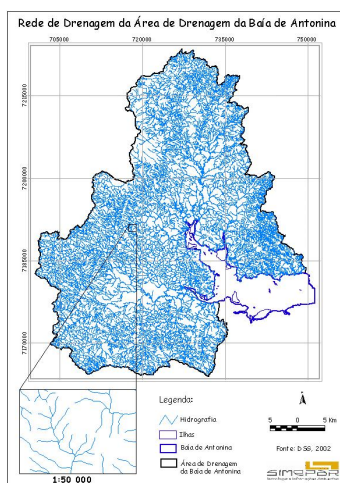 Rede de Drenagem da Área de Drenagem da Baía de Antonina
705000 720000 735000 750000
7215000
7200000
7185000
7170000
1:50 000
Legenda:
Hidrografia
Ilhas
Baía de Antonina
Área de Drenagem
da Baía de Antonina
5 0 5 Km
Fonte: DSG, 2002
SIMEPAR